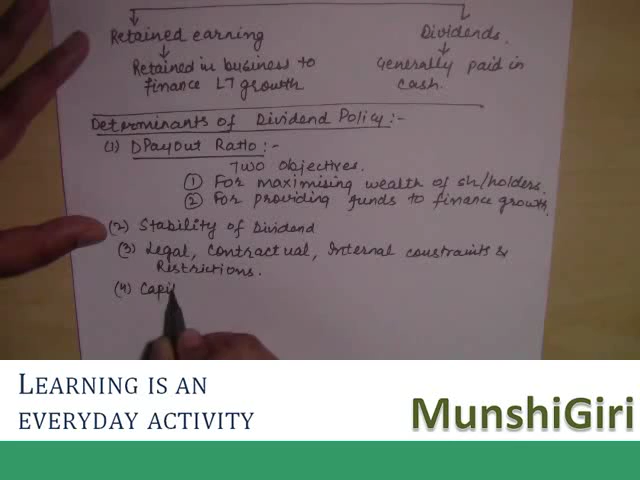 Retained earning Dividends.
Retained in business to finance LT growth
Generally paid in cash.
Determinants of Dividend Policy:-
(1) DPayout Ratio:-
Two objectives.
① For maximising wealth of sh/holders.
② For providing funds to finance growth.
(2) Stability of Dividend
(3) Legal, Contractual, Internal constraints &
Restrictions.
(4) Capi
LEARNING IS AN
EVERYDAY ACTIVITY
MunshiGiri